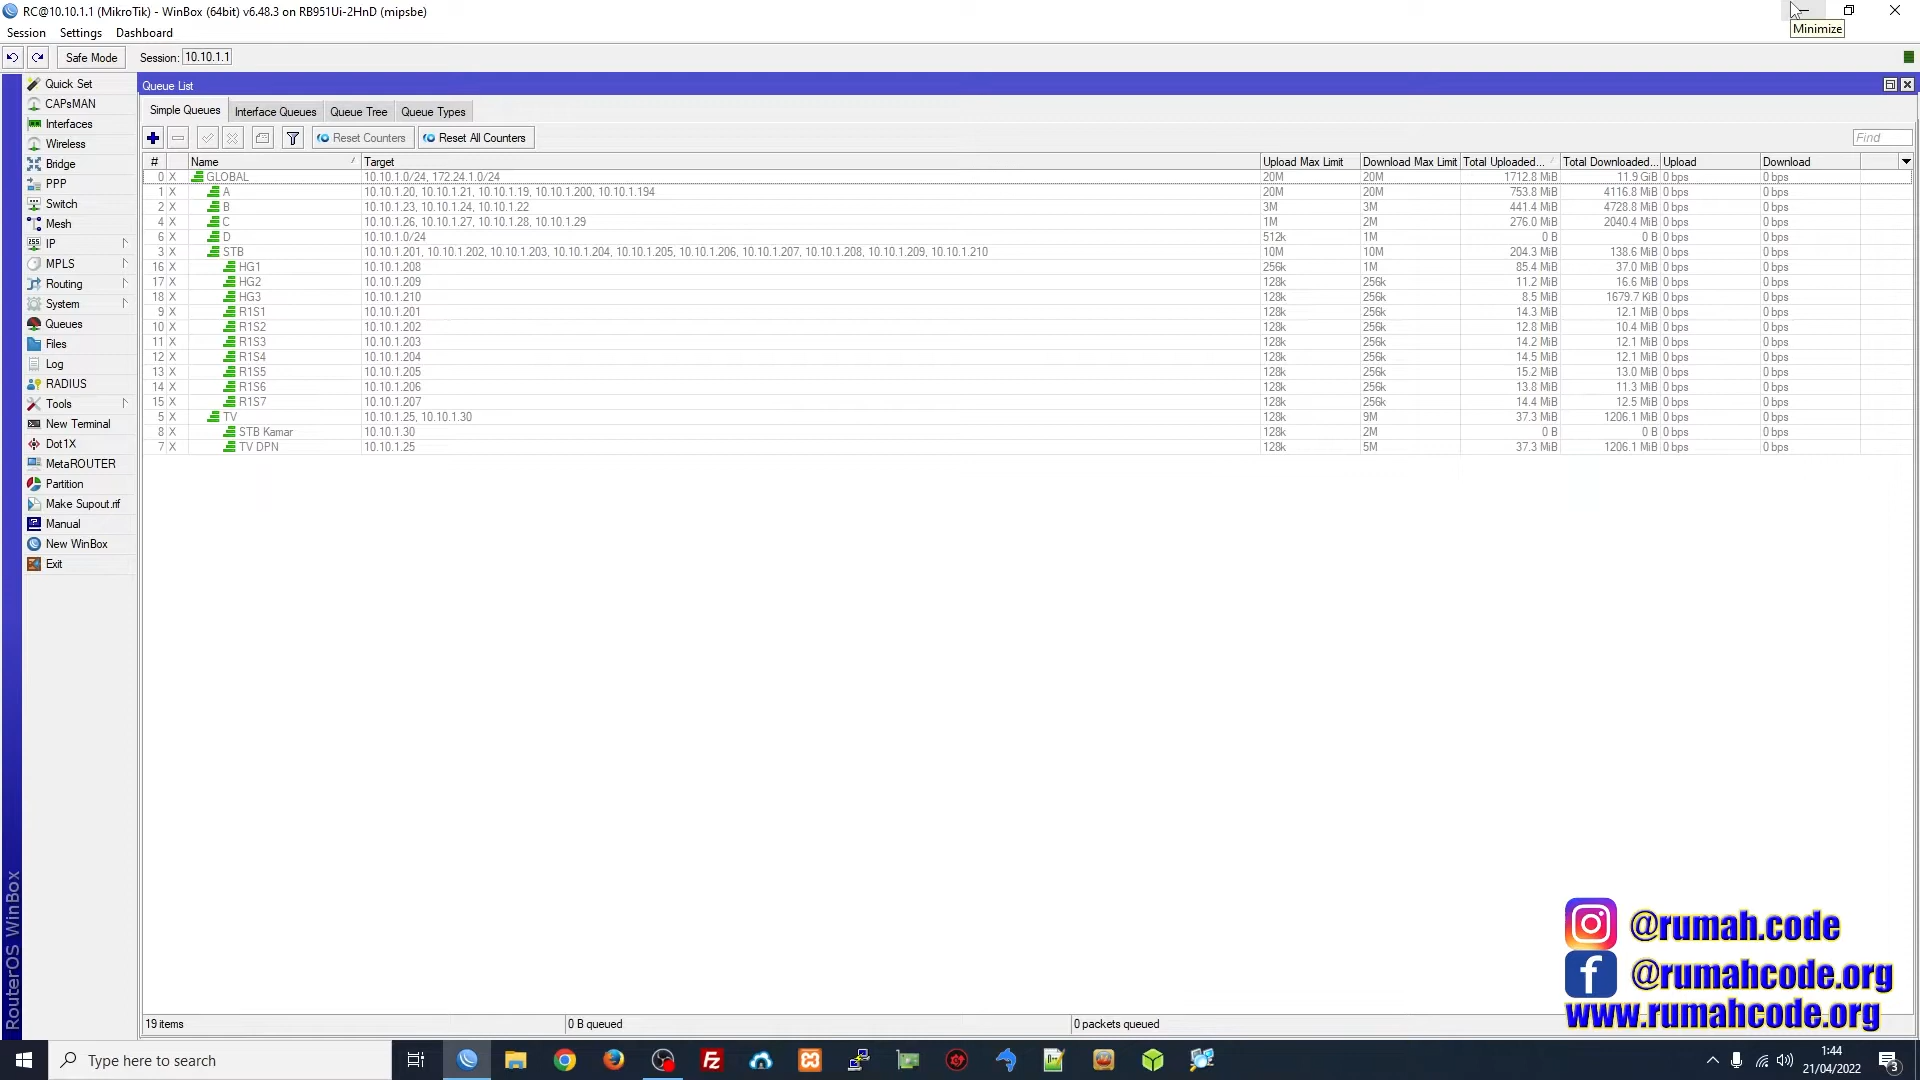 RC@10.10.1.1 (MikroTik) - WinBox (64bit) v6.48.3 on RB951Ui-2HnD (mipsbe)
Minimize
Session Settings Dashboard
Safe Mode Session: 10.10.1.1
Queue List
Simple Queues Interface Queues Queue Tree Queue Types
Reset Counters Reset All Counters Find
# Name Target Upload Max Limit Download Max Limit Total Uploaded... Total Downloaded... Upload Download
0 X GLOBAL 10.10.1.0/24, 172.24.1.0/24 20M 20M 1712.8 MiB 11.9 GiB 0 bps 0 bps
1 X A 10.10.1.20, 10.10.1.21, 10.10.1.19, 10.10.1.200, 10.10.1.194 20M 20M 753.8 MiB 4116.8 MiB 0 bps 0 bps
2 X B 10.10.1.23, 10.10.1.24, 10.10.1.22 3M 3M 441.4 MiB 4728.8 MiB 0 bps 0 bps
4 X C 10.10.1.26, 10.10.1.27, 10.10.1.28, 10.10.1.29 1M 2M 276.0 MiB 2040.4 MiB 0 bps 0 bps
6 X D 10.10.1.0/24 512k 1M 0 B 0 B 0 bps 0 bps
3 X STB 10.10.1.201, 10.10.1.202, 10.10.1.203, 10.10.1.204, 10.10.1.205, 10.10.1.206, 10.10.1.207, 10.10.1.208, 10.10.1.209, 10.10.1.210 10M 10M 204.3 MiB 138.6 MiB 0 bps 0 bps
16 X HG1 10.10.1.208 256k 1M 85.4 MiB 37.0 MiB 0 bps 0 bps
17 X HG2 10.10.1.209 128k 256k 11.2 MiB 16.6 MiB 0 bps 0 bps
18 X HG3 10.10.1.210 128k 256k 8.5 MiB 1679.7 KiB 0 bps 0 bps
9 X R1S1 10.10.1.201 128k 256k 14.3 MiB 12.1 MiB 0 bps 0 bps
10 X R1S2 10.10.1.202 128k 256k 12.8 MiB 10.4 MiB 0 bps 0 bps
11 X R1S3 10.10.1.203 128k 256k 14.2 MiB 12.1 MiB 0 bps 0 bps
12 X R1S4 10.10.1.204 128k 256k 14.5 MiB 12.1 MiB 0 bps 0 bps
13 X R1S5 10.10.1.205 128k 256k 15.2 MiB 13.0 MiB 0 bps 0 bps
14 X R1S6 10.10.1.206 128k 256k 13.8 MiB 11.3 MiB 0 bps 0 bps
15 X R1S7 10.10.1.207 128k 256k 14.4 MiB 12.5 MiB 0 bps 0 bps
5 X TV 10.10.1.25, 10.10.1.30 128k 9M 37.3 MiB 1206.1 MiB 0 bps 0 bps
8 X STB Kamar 10.10.1.30 128k 2M 0 B 0 B 0 bps 0 bps
7 X TV DPN 10.10.1.25 128k 5M 37.3 MiB 1206.1 MiB 0 bps 0 bps
Quick Set
CAPsMAN
Interfaces
Wireless
Bridge
PPP
Switch
Mesh
IP
MPLS
Routing
System
Queues
Files
Log
RADIUS
Tools
New Terminal
Dot1X
MetaROUTER
Partition
Make Supout.rif
Manual
New WinBox
Exit
RouterOS WinBox
@rumah.code
@rumahcode.org
www.rumahcode.org
19 items 0 B queued 0 packets queued
Type here to search
1:44
21/04/2022
3